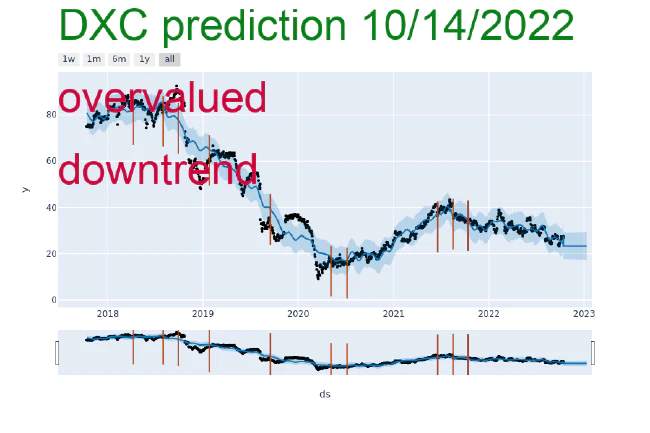 DXC prediction 10/14/2022
1w 1m 6m 1y all
overvalued
80
downtrend
60
y
40
20
0
2018 2019 2020 2021 2022 2023
ds